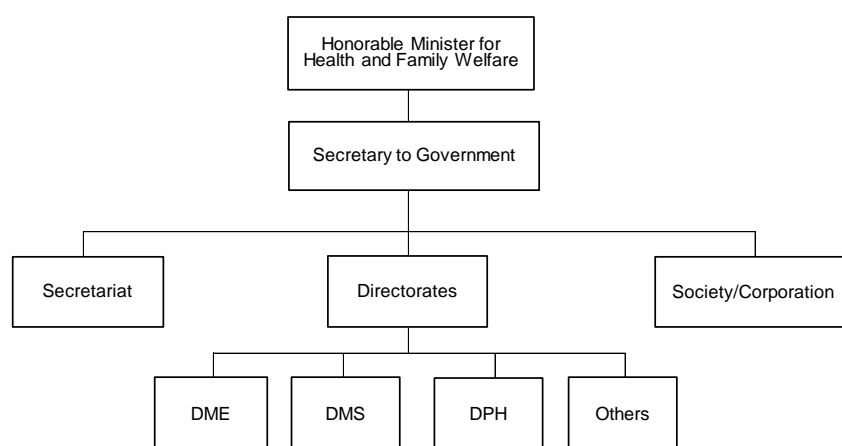 Honorable Minister for
Health and Family Welfare
Secretary to Government
Secretariat
Directorates
Society/Corporation
DME
DMS
DPH
Others